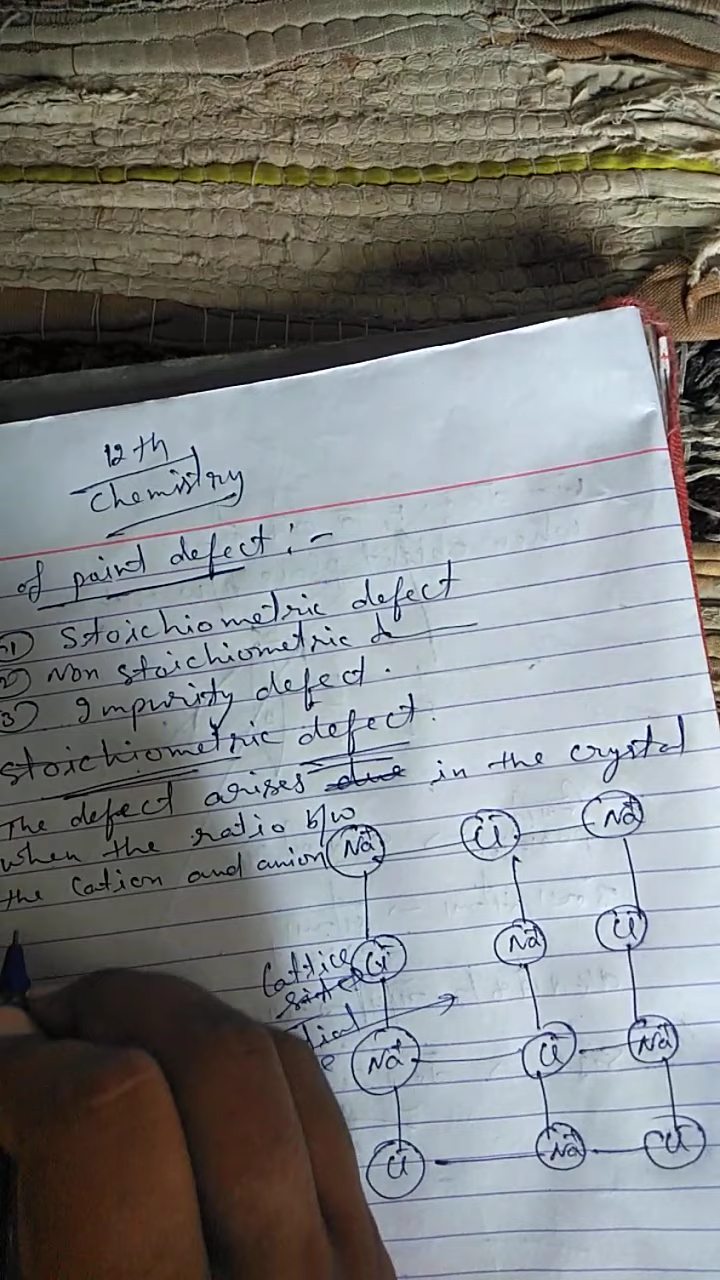 12th
Chemistry
of point defect :-
1) Stoichiometric defect
2) Non stoichiometric d
3) Impurity defect.
Stoichiometric defect.
The defect arises due in the crystal
when the ratio b/w
the Cation and anion
Na+ Cl- Na+
Cl- Na+ Cl-
Lattice
site
Na+ Cl- Na+
Cl- Na+ Cl-